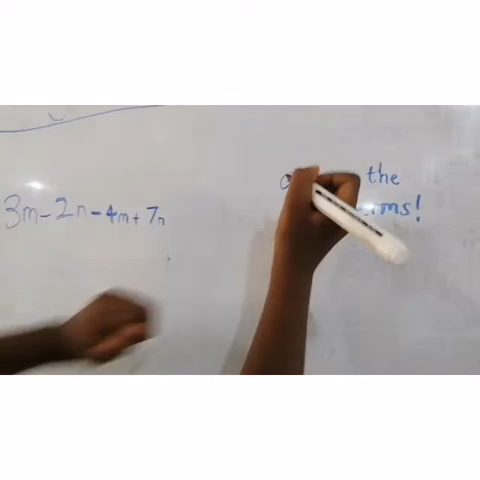 the
3m - 2n - 4m + 7n